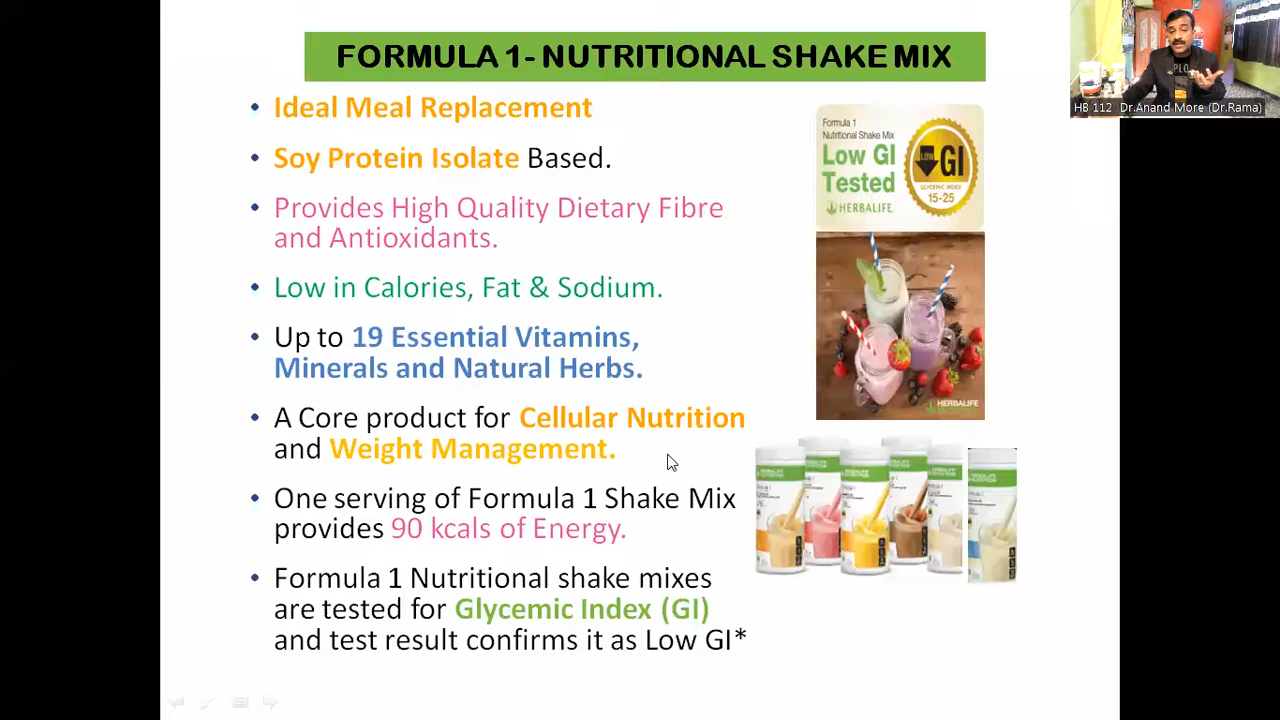 FORMULA 1- NUTRITIONAL SHAKE MIX
• Ideal Meal Replacement
• Soy Protein Isolate Based.
• Provides High Quality Dietary Fibre
and Antioxidants.
• Low in Calories, Fat & Sodium.
• Up to 19 Essential Vitamins,
Minerals and Natural Herbs.
• A Core product for Cellular Nutrition
and Weight Management.
• One serving of Formula 1 Shake Mix
provides 90 kcals of Energy.
• Formula 1 Nutritional shake mixes
are tested for Glycemic Index (GI)
and test result confirms it as Low GI*
Formula 1
Nutritional Shake Mix
Low GI
Tested
HERBALIFE
LOW
GI
GLYCEMIC INDEX
15-25
HERBALIFE
HB 112 Dr.Anand More (Dr.Rama)